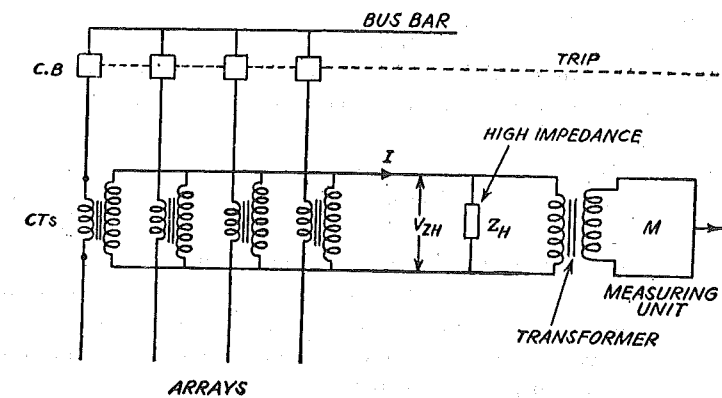 BUS BAR
C.B
TRIP
HIGH IMPEDANCE
I
CTs
V_ZH
Z_H
M
MEASURING
UNIT
TRANSFORMER
ARRAYS